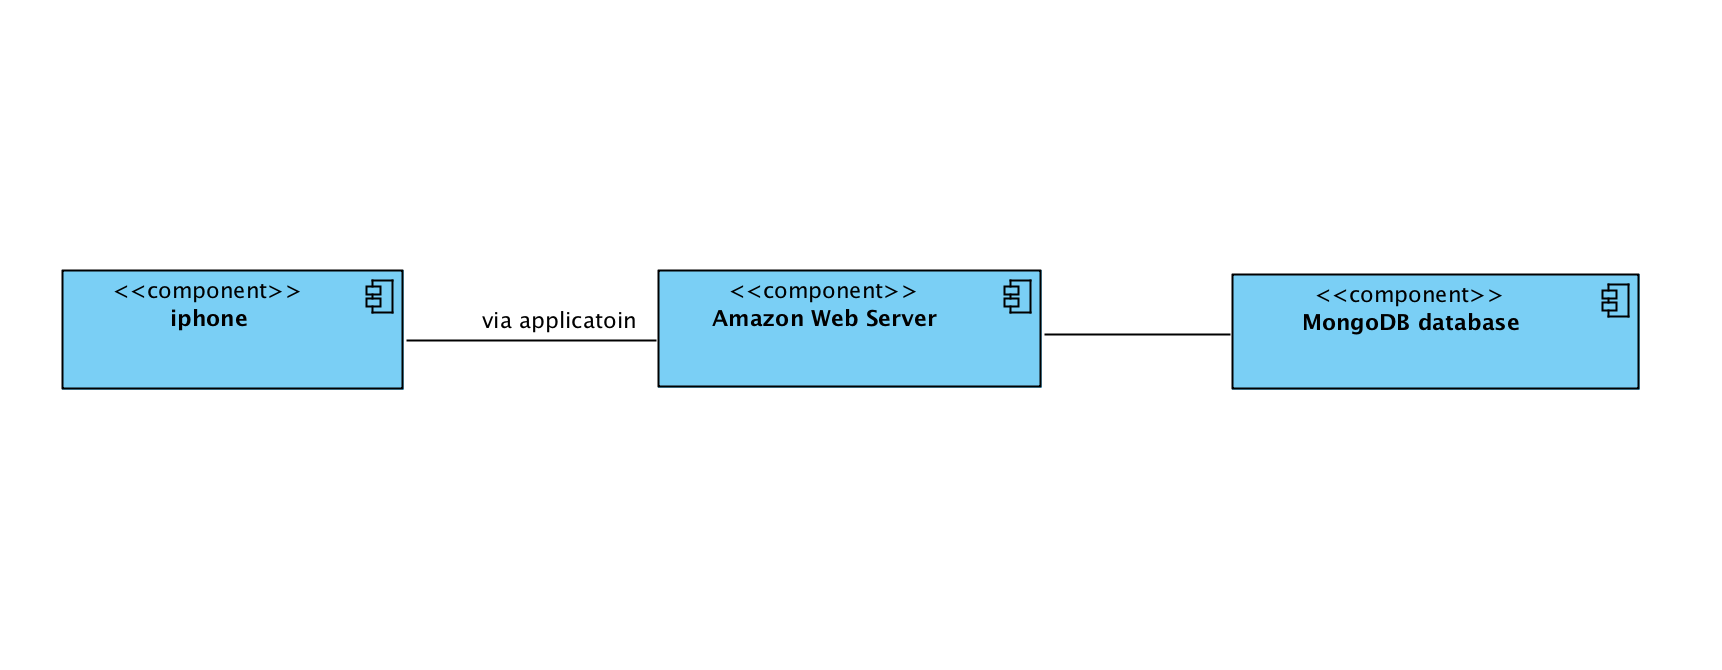 <<component>>
iphone
via applicatoin
<<component>>
Amazon Web Server
<<component>>
MongoDB database